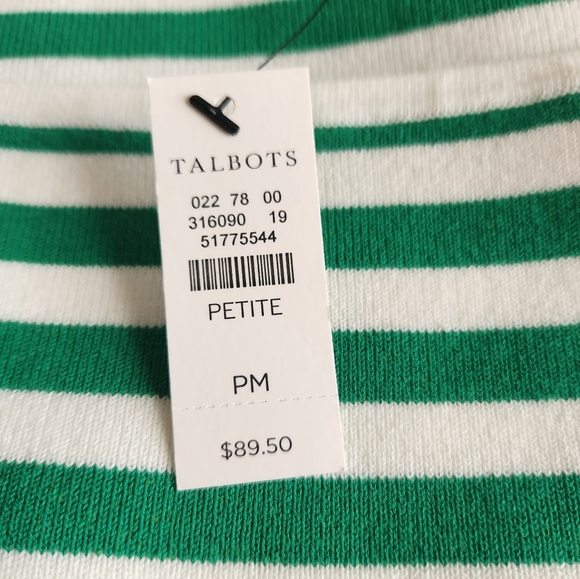 TALBOTS
022 78 00
316090 19
51775544
PETITE
PM
$89.50